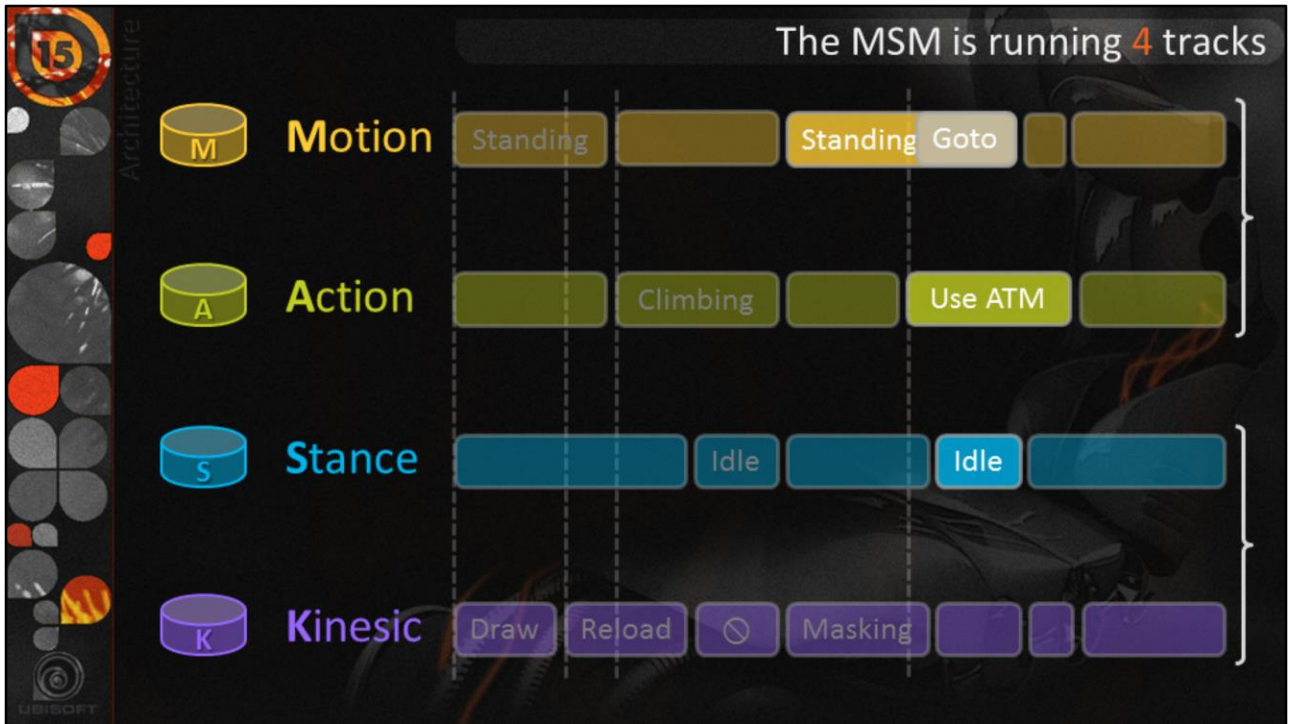 The MSM is running 4 tracks
15
Architecture
M
Motion
Standing
Standing
Goto
A
Action
Climbing
Use ATM
S
Stance
Idle
Idle
K
Kinesic
Draw
Reload
Masking
UBISOFT